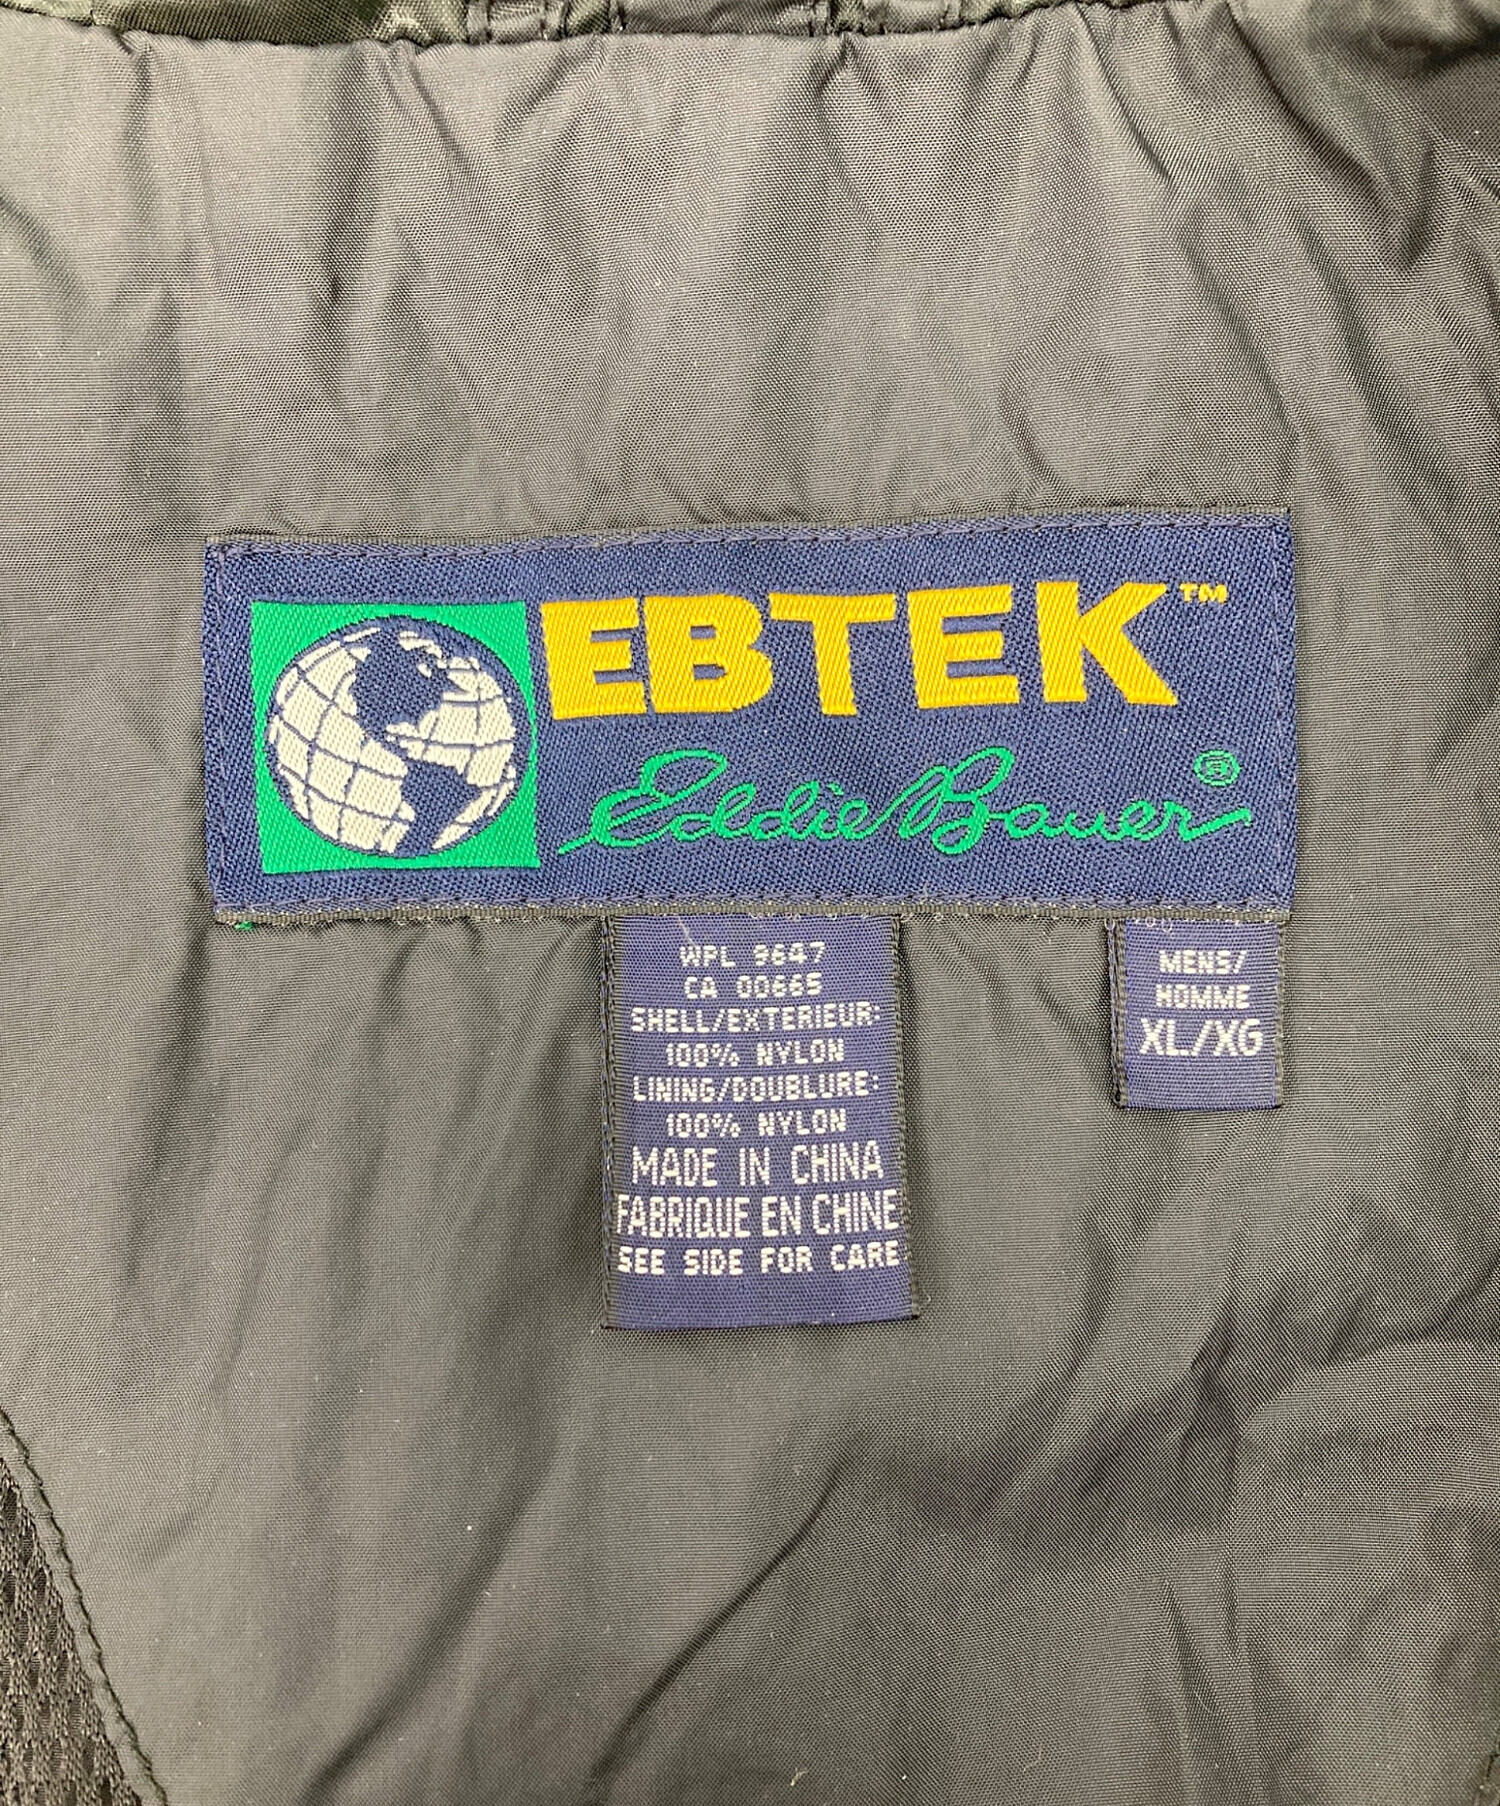 EBTEK™
Eddie Bauer®
WPL 9647
CA 00665
SHELL/EXTERIEUR:
100% NYLON
LINING/DOUBLURE:
100% NYLON
MADE IN CHINA
FABRIQUE EN CHINE
SEE SIDE FOR CARE
MENS/
HOMME
XL/XG